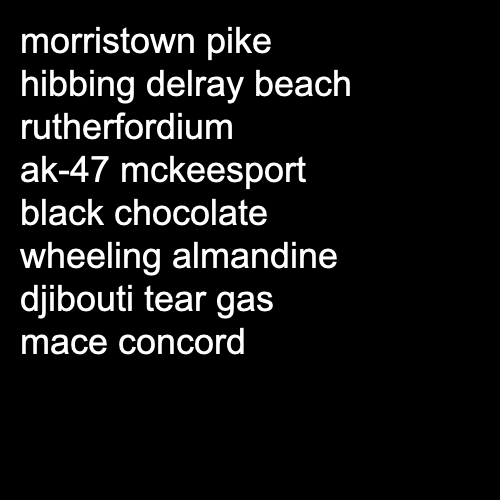 morristown pike
hibbing delray beach
rutherfordium
ak-47 mckeesport
black chocolate
wheeling almandine
djibouti tear gas
mace concord